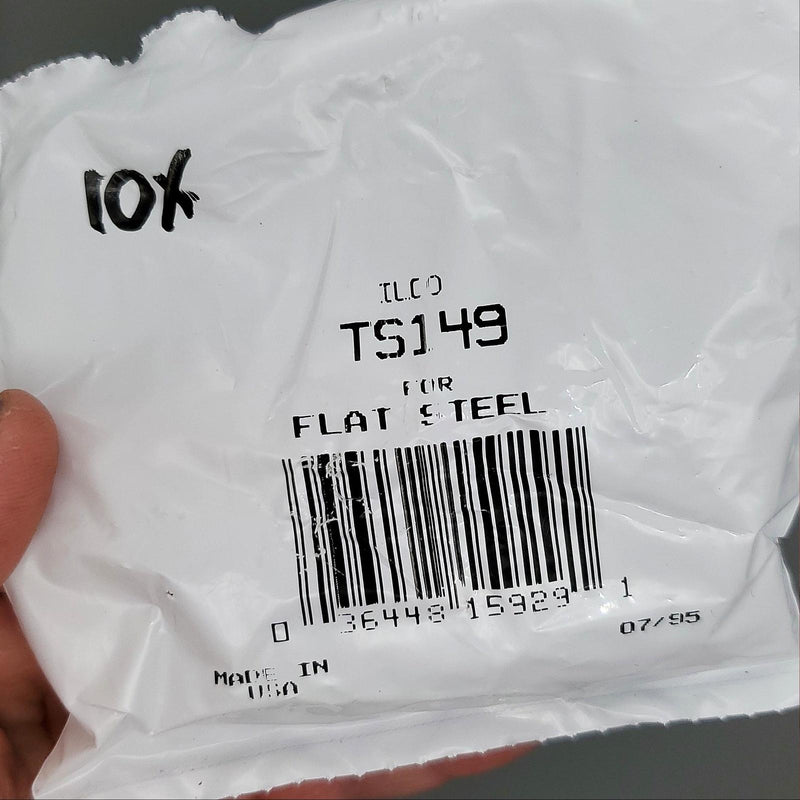 10X
ILCO
TS149
FOR
FLAT STEEL
0 36448 15929 1
07/95
MADE IN
USA